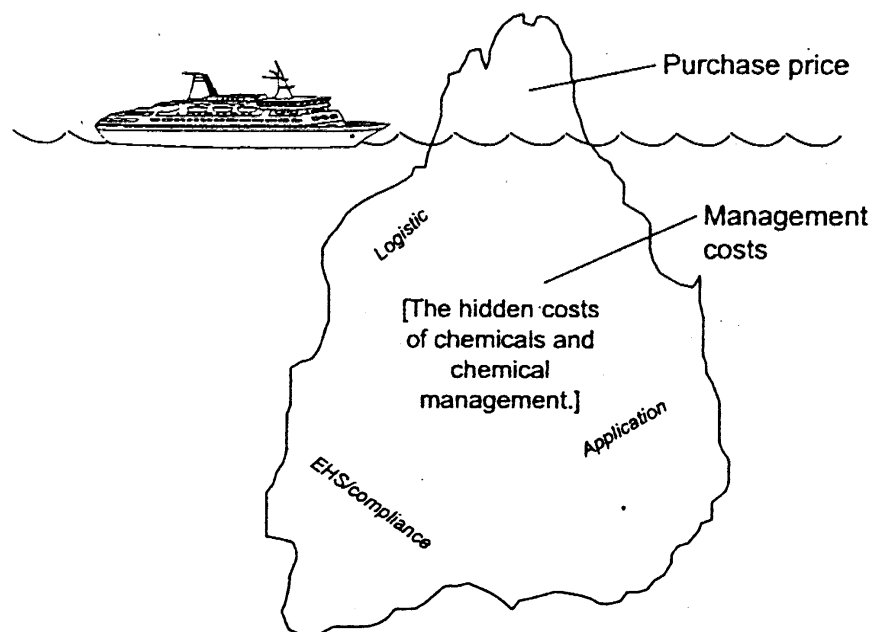 Purchase price
Management
costs
Logistic
[The hidden costs
of chemicals and
chemical
management.]
Application
EHS/compliance